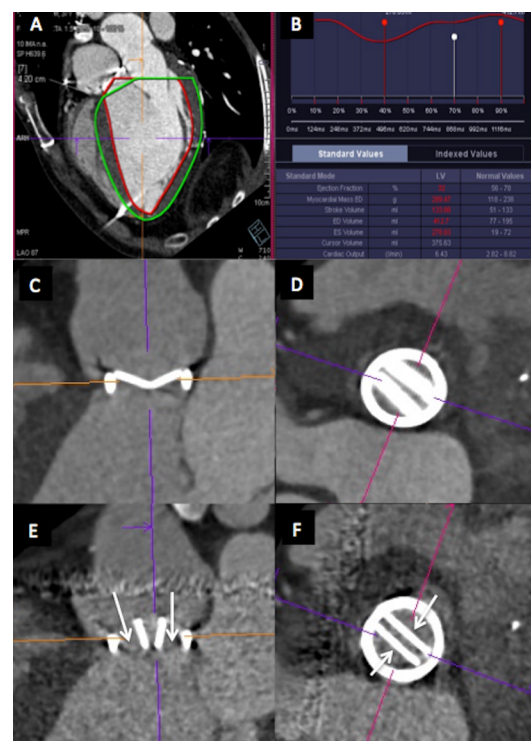 A
10 IMA n.a.
[7]
4.20 cm
MPR
LAO 87
10cm
B
0% 10% 20% 30% 40% 50% 60% 70% 80% 90%
0ms 124ms 248ms 372ms 496ms 620ms 744ms 868ms 992ms 1116ms
Standard Values Indexed Values
Standard Mode LV Normal Values
Ejection Fraction % 56 - 78
Myocardial Mass ED g 118 - 238
Stroke Volume ml 51 - 133
ED Volume ml 77 - 195
ES Volume ml 19 - 72
Cursor Volume ml 375.63
Cardiac Output (l/min) 6.43 2.82 - 8.82
C
D
E
F